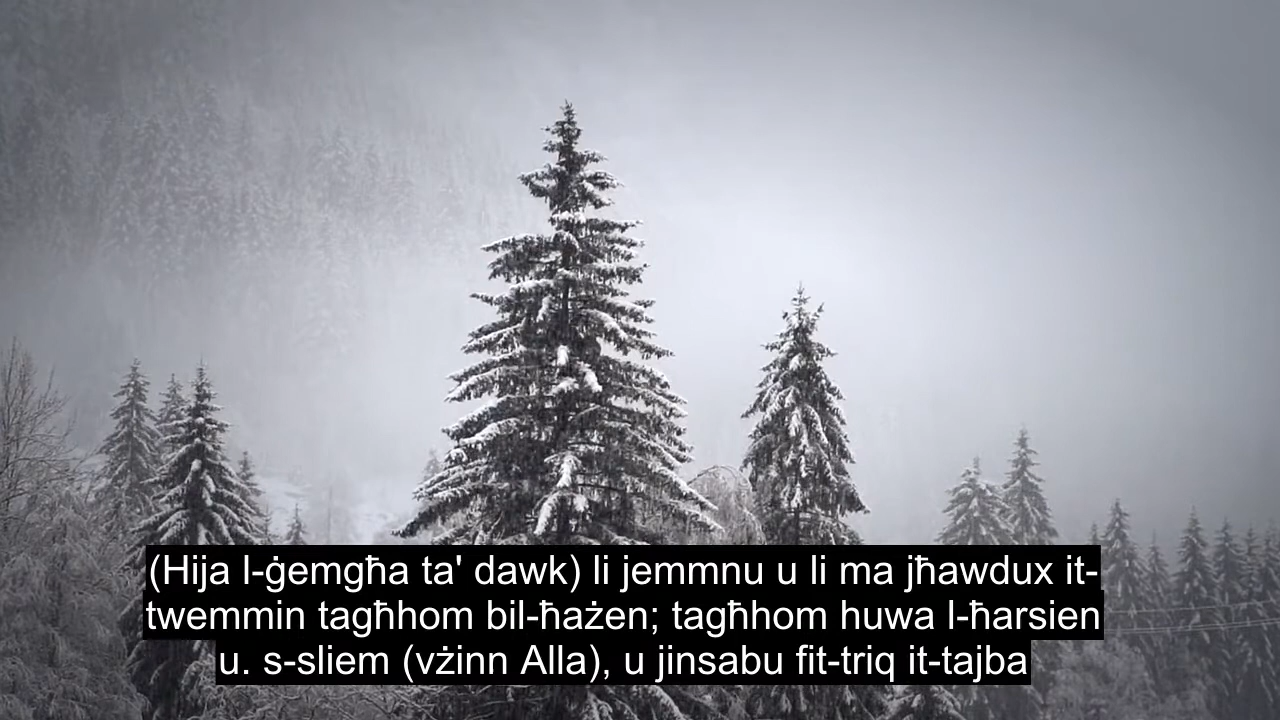 (Hija l-ġemgħa ta' dawk) li jemmnu u li ma jħawdux it-
twemmin tagħhom bil-ħażen; tagħhom huwa l-ħarsien
u. s-sliem (vżinn Alla), u jinsabu fit-triq it-tajba